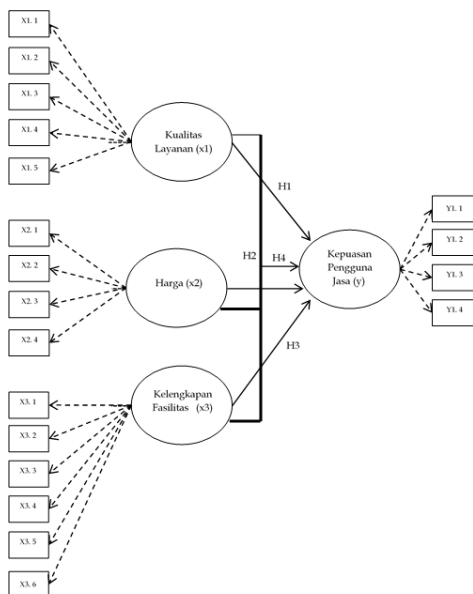 X1. 1
X1. 2
X1. 3
X1. 4
X1. 5
Kualitas
Layanan (x1)
H1
X2. 1
X2. 2
X2. 3
X2. 4
Harga (x2)
H2
H4
Kepuasan
Pengguna
Jasa (y)
Y1. 1
Y1. 2
Y1. 3
Y1. 4
H3
X3. 1
X3. 2
X3. 3
X3. 4
X3. 5
X3. 6
Kelengkapan
Fasilitas (x3)